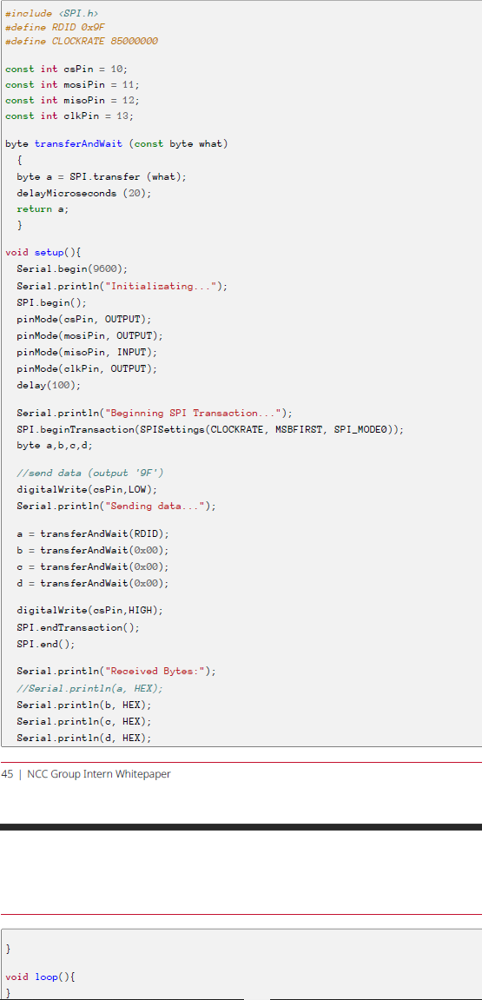 #include <SPI.h>
#define RDID 0x9F
#define CLOCKRATE 85000000
const int csPin = 10;
const int mosiPin = 11;
const int misoPin = 12;
const int clkPin = 13;
byte transferAndWait (const byte what)
{
byte a = SPI.transfer (what);
delayMicroseconds (20);
return a;
}
void setup(){
Serial.begin(9600);
Serial.println("Initializating...");
SPI.begin();
pinMode(csPin, OUTPUT);
pinMode(mosiPin, OUTPUT);
pinMode(misoPin, INPUT);
pinMode(clkPin, OUTPUT);
delay(100);
Serial.println("Beginning SPI Transaction...");
SPI.beginTransaction(SPISettings(CLOCKRATE, MSBFIRST, SPI_MODE0));
byte a,b,c,d;
//send data (output '9F')
digitalWrite(csPin,LOW);
Serial.println("Sending data...");
a = transferAndWait(RDID);
b = transferAndWait(0x00);
c = transferAndWait(0x00);
d = transferAndWait(0x00);
digitalWrite(csPin,HIGH);
SPI.endTransaction();
SPI.end();
Serial.println("Received Bytes:");
//Serial.println(a, HEX);
Serial.println(b, HEX);
Serial.println(c, HEX);
Serial.println(d, HEX);
45 | NCC Group Intern Whitepaper
}
void loop(){
}